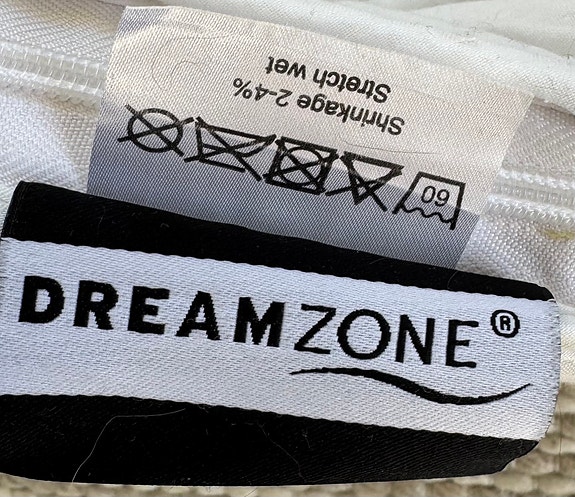 60
Shrinkage 2-4%
Stretch wet
DREAMZONE®